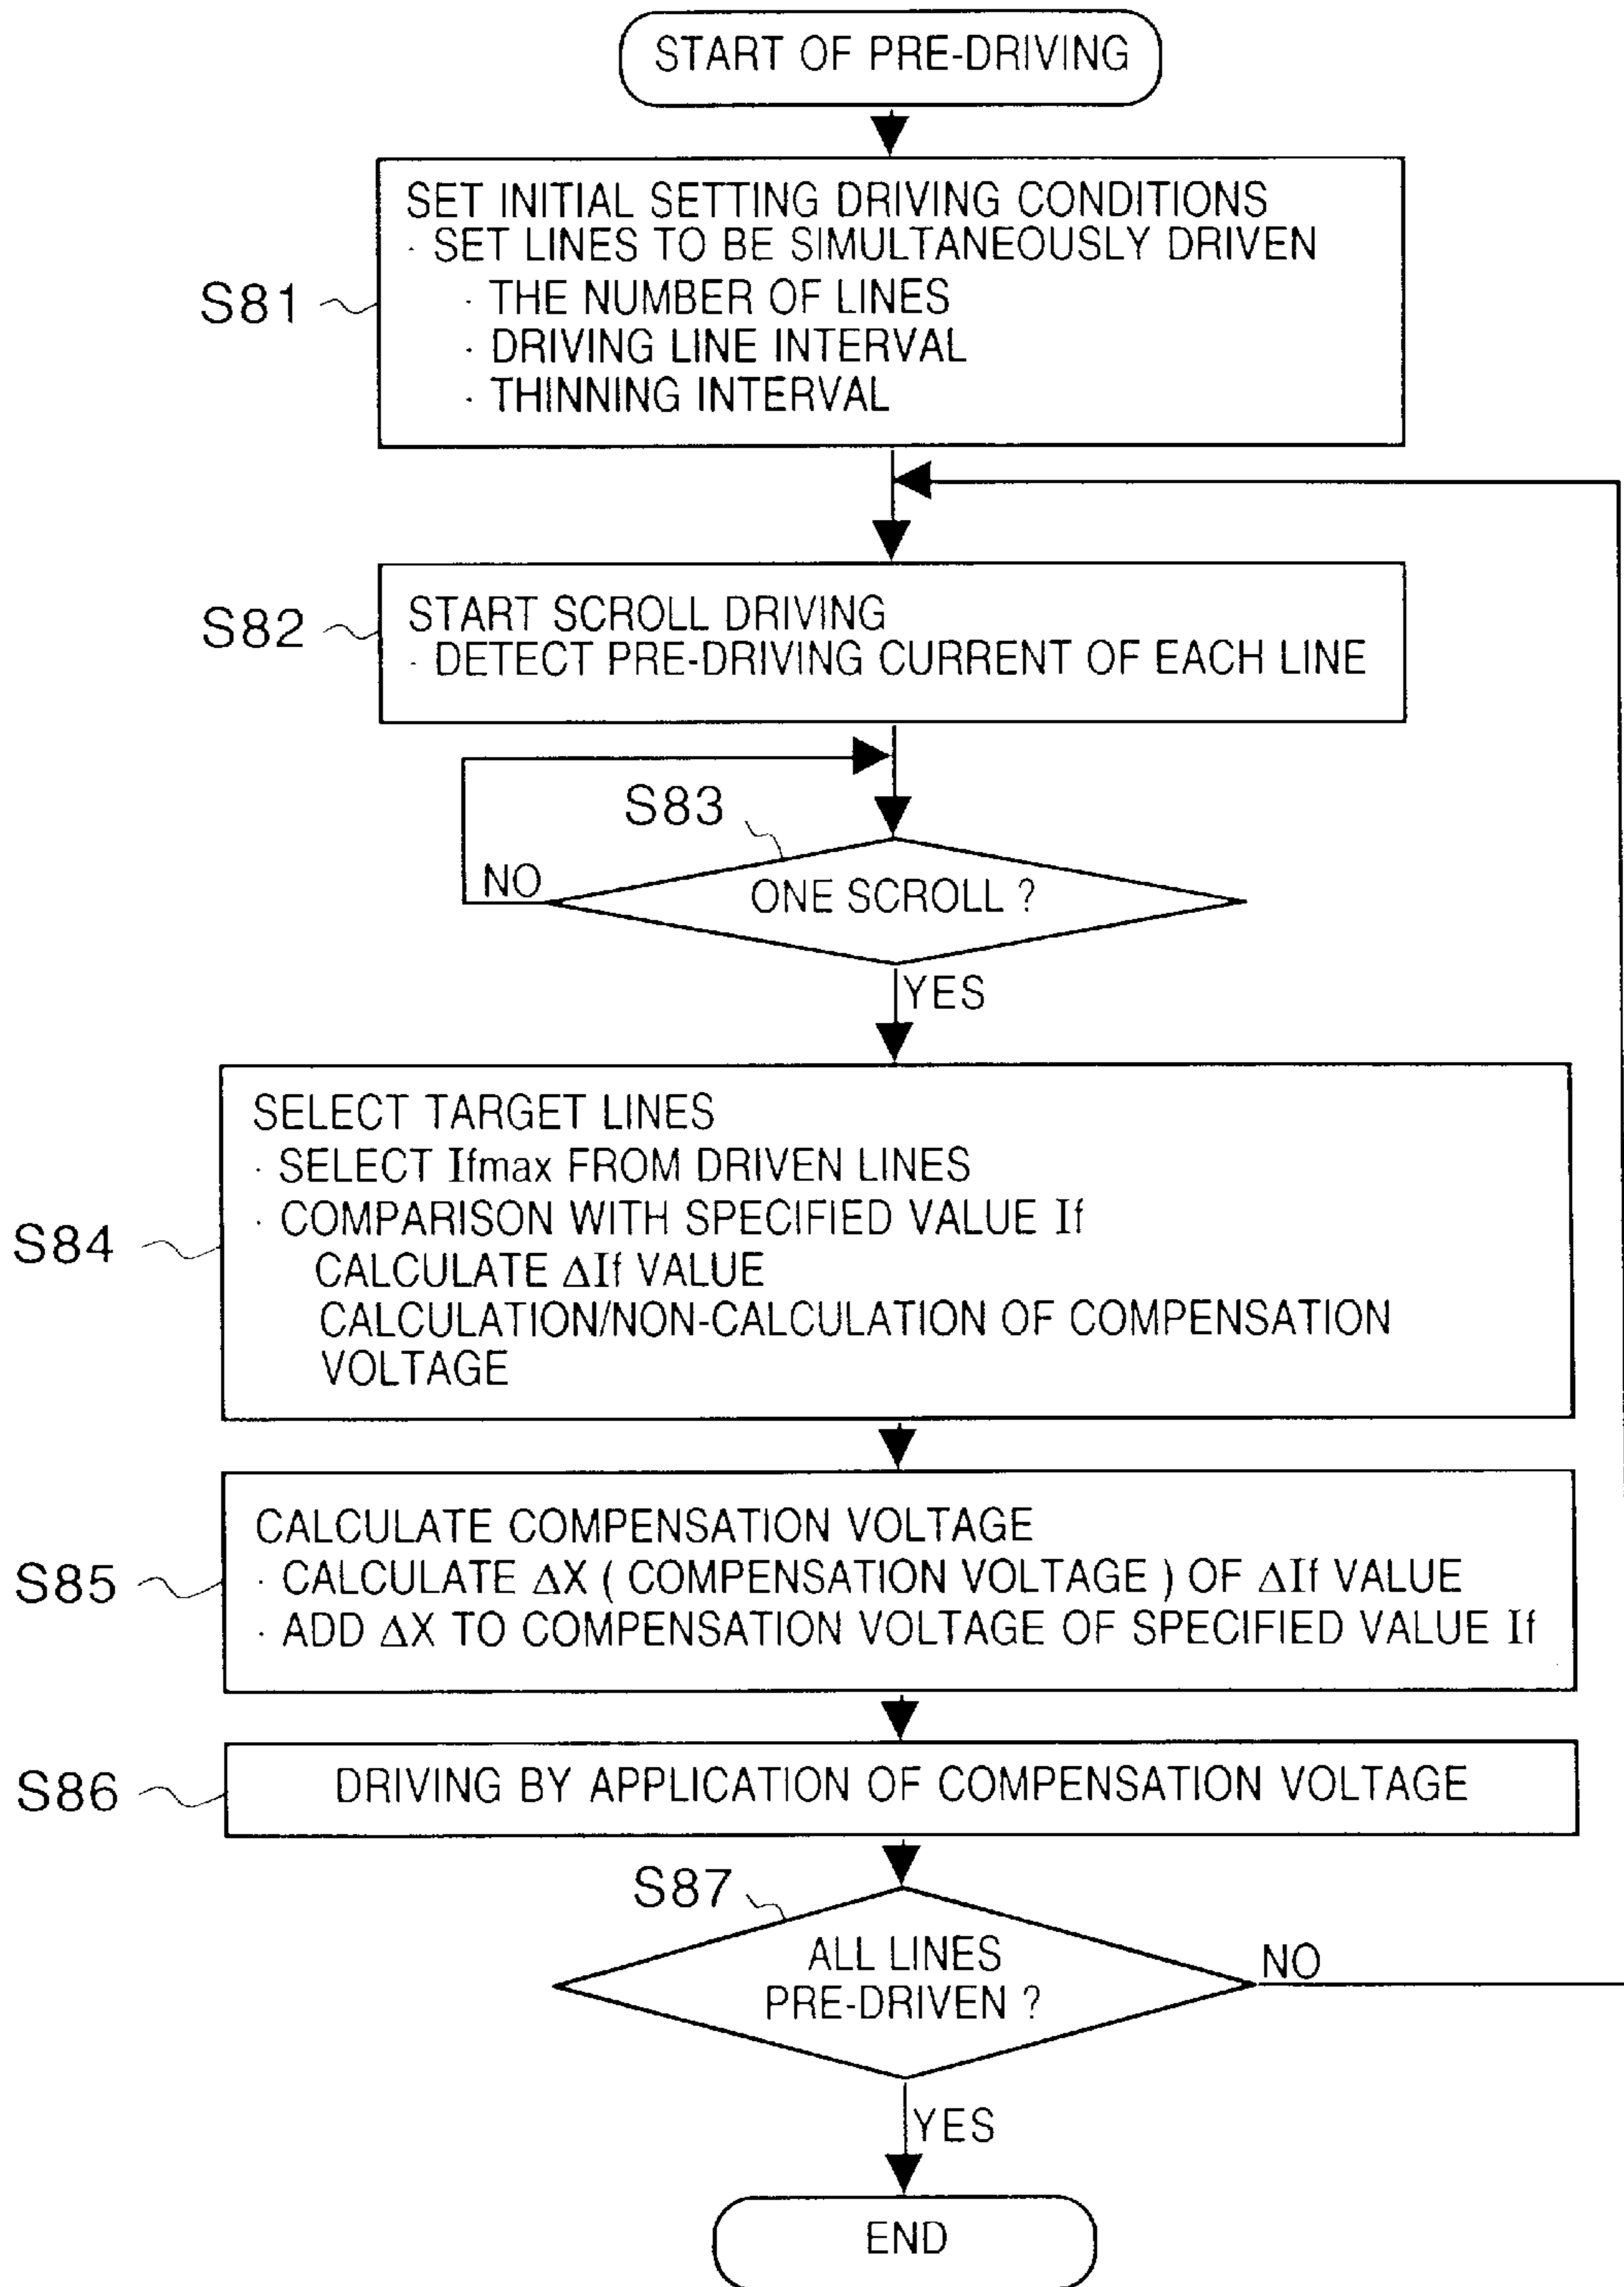 START OF PRE-DRIVING
SET INITIAL SETTING DRIVING CONDITIONS
· SET LINES TO BE SIMULTANEOUSLY DRIVEN
S81
· THE NUMBER OF LINES
· DRIVING LINE INTERVAL
· THINNING INTERVAL
S82
START SCROLL DRIVING
· DETECT PRE-DRIVING CURRENT OF EACH LINE
S83
NO
ONE SCROLL ?
YES
SELECT TARGET LINES
· SELECT Ifmax FROM DRIVEN LINES
· COMPARISON WITH SPECIFIED VALUE If
S84
CALCULATE ΔIf VALUE
CALCULATION/NON-CALCULATION OF COMPENSATION
VOLTAGE
CALCULATE COMPENSATION VOLTAGE
S85
· CALCULATE ΔX ( COMPENSATION VOLTAGE ) OF ΔIf VALUE
· ADD ΔX TO COMPENSATION VOLTAGE OF SPECIFIED VALUE If
S86
DRIVING BY APPLICATION OF COMPENSATION VOLTAGE
S87
ALL LINES
PRE-DRIVEN ?
NO
YES
END